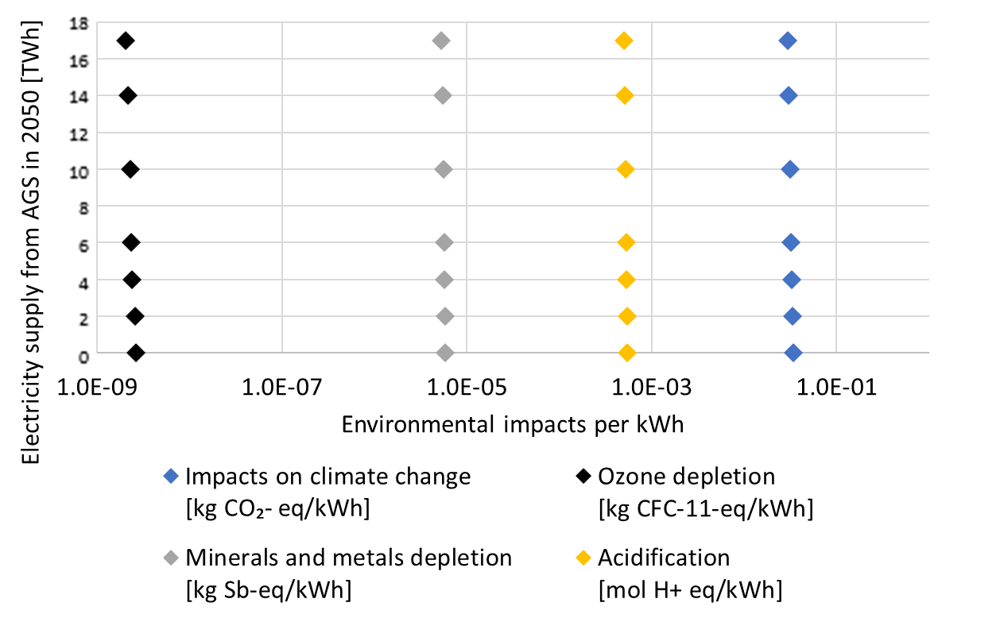 Electricity supply from AGS in 2050 [TWh]
18
16
14
12
10
8
6
4
2
0
1.0E-09 1.0E-07 1.0E-05 1.0E-03 1.0E-01
Environmental impacts per kWh
Impacts on climate change
[kg CO₂- eq/kWh]
Ozone depletion
[kg CFC-11-eq/kWh]
Minerals and metals depletion
[kg Sb-eq/kWh]
Acidification
[mol H+ eq/kWh]